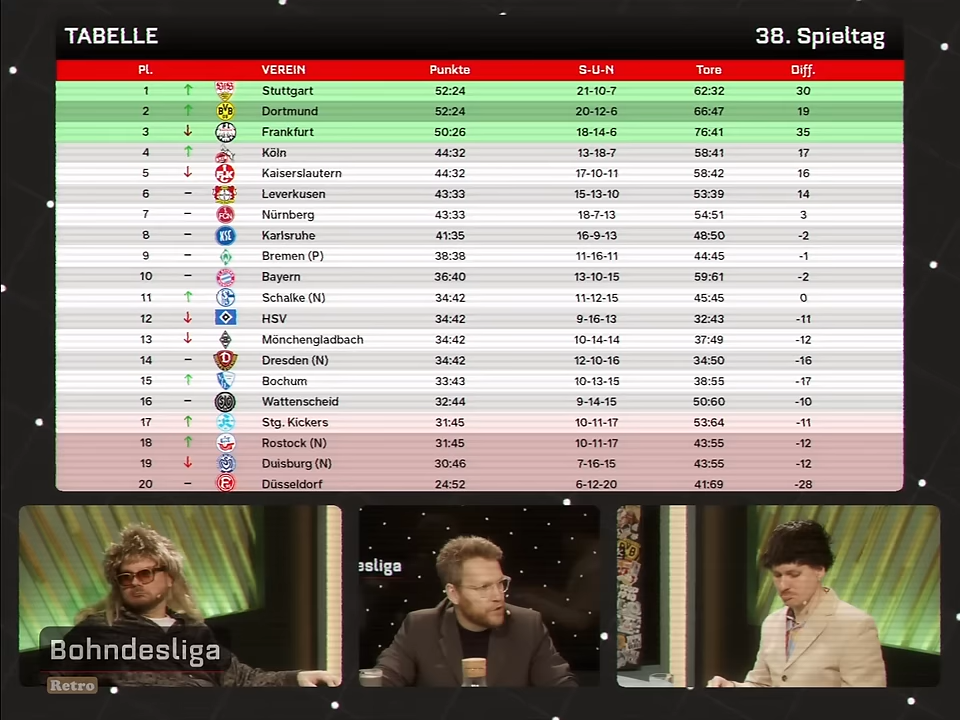 TABELLE 38. Spieltag
Pl. VEREIN Punkte S-U-N Tore Diff.
1 ↑ Stuttgart 52:24 21-10-7 62:32 30
2 ↑ Dortmund 52:24 20-12-6 66:47 19
3 ↓ Frankfurt 50:26 18-14-6 76:41 35
4 ↑ Köln 44:32 13-18-7 58:41 17
5 ↓ Kaiserslautern 44:32 17-10-11 58:42 16
6 – Leverkusen 43:33 15-13-10 53:39 14
7 – Nürnberg 43:33 18-7-13 54:51 3
8 – Karlsruhe 41:35 16-9-13 48:50 -2
9 – Bremen (P) 38:38 11-16-11 44:45 -1
10 – Bayern 36:40 13-10-15 59:61 -2
11 ↑ Schalke (N) 34:42 11-12-15 45:45 0
12 ↓ HSV 34:42 9-16-13 32:43 -11
13 ↓ Mönchengladbach 34:42 10-14-14 37:49 -12
14 – Dresden (N) 34:42 12-10-16 34:50 -16
15 ↑ Bochum 33:43 10-13-15 38:55 -17
16 – Wattenscheid 32:44 9-14-15 50:60 -10
17 ↑ Stg. Kickers 31:45 10-11-17 53:64 -11
18 ↑ Rostock (N) 31:45 10-11-17 43:55 -12
19 ↓ Duisburg (N) 30:46 7-16-15 43:55 -12
20 – Düsseldorf 24:52 6-12-20 41:69 -28
esliga
BVB
Bohndesliga
Retro